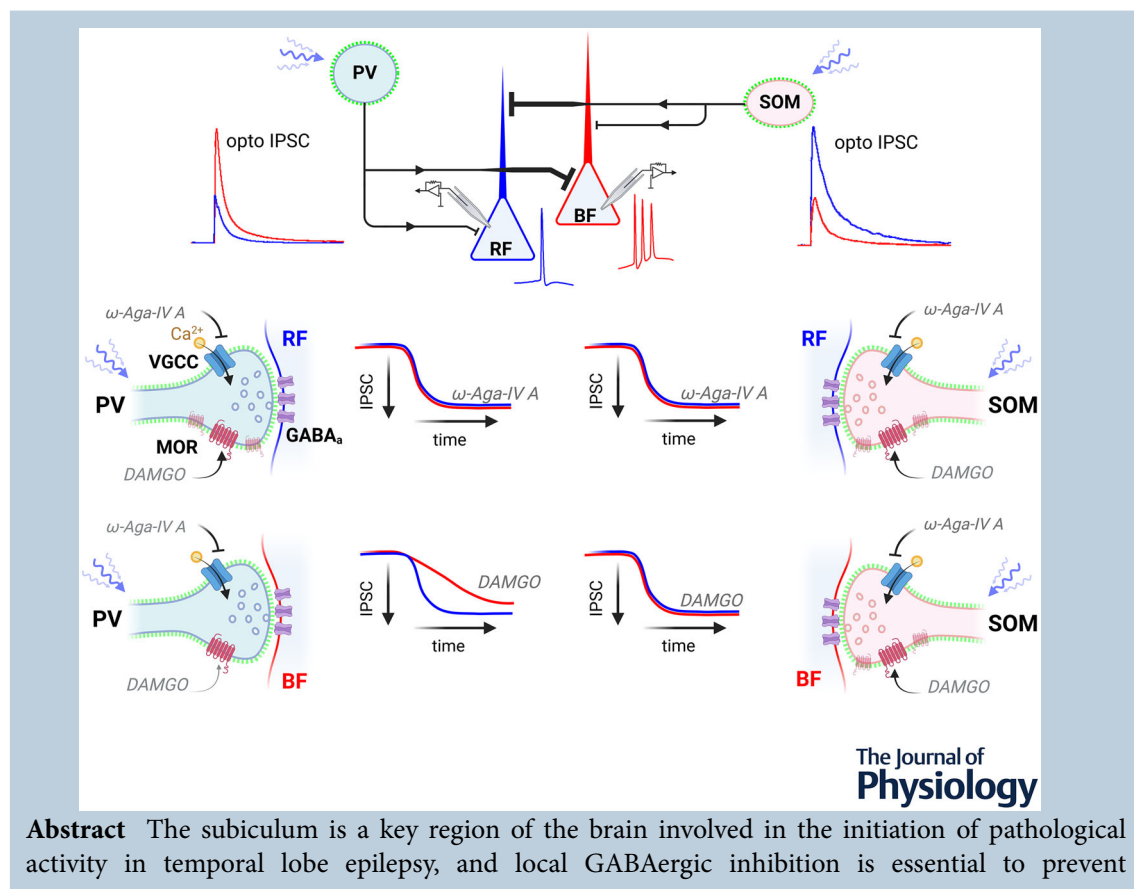 PV
SOM
opto IPSC
opto IPSC
BF
RF
ω-Aga-IV A
ω-Aga-IV A
Ca²⁺
RF
RF
VGCC
IPSC
ω-Aga-IV A
IPSC
ω-Aga-IV A
PV
SOM
MOR
GABAₐ
time
time
DAMGO
DAMGO
ω-Aga-IV A
ω-Aga-IV A
IPSC
DAMGO
IPSC
DAMGO
PV
SOM
time
time
DAMGO
BF
BF
DAMGO
The Journal of
Physiology
Abstract The subiculum is a key region of the brain involved in the initiation of pathological
activity in temporal lobe epilepsy, and local GABAergic inhibition is essential to prevent